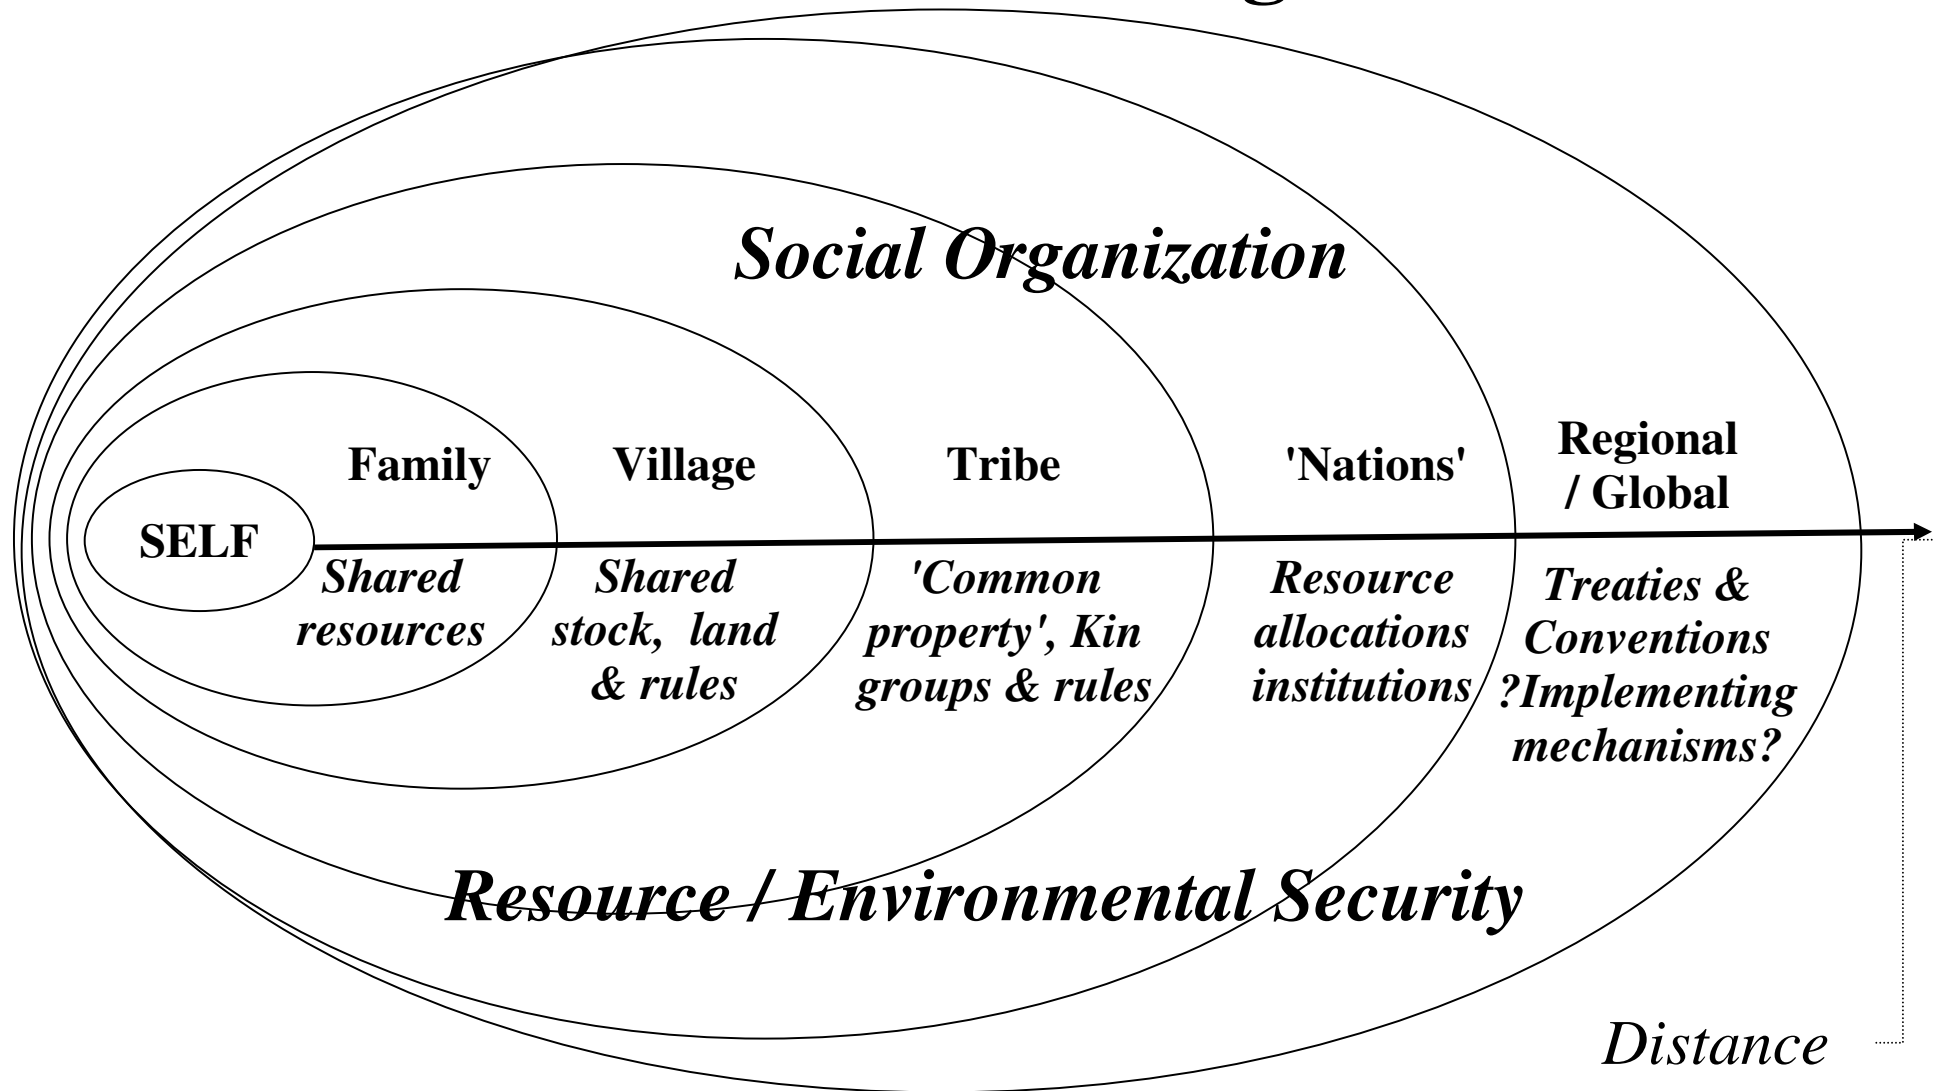 Social Organization
Family
Village
Tribe
'Nations'
Regional
/ Global
SELF
Shared
resources
Shared
stock, land
& rules
'Common
property', Kin
groups & rules
Resource
allocations
institutions
Treaties &
Conventions
?Implementing
mechanisms?
Resource / Environmental Security
Distance